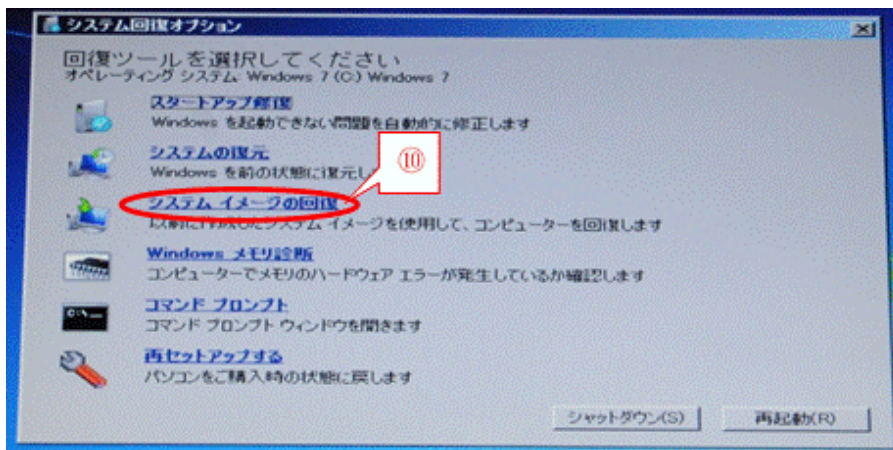 システム回復オプション
回復ツールを選択してください
オペレーティング システム: Windows 7 (C:) Windows 7
スタートアップ修復
Windows を起動できない問題を自動的に修正します
システムの復元
Windows を前の状態に復元し
⑩
システム イメージの回復
以前に作成したシステム イメージを使用して、コンピューターを回復します
Windows メモリ診断
コンピューターでメモリのハードウェア エラーが発生しているか確認します
コマンド プロンプト
コマンド プロンプト ウィンドウを開きます
再セットアップする
パソコンをご購入時の状態に戻します
シャットダウン(S)
再起動(R)